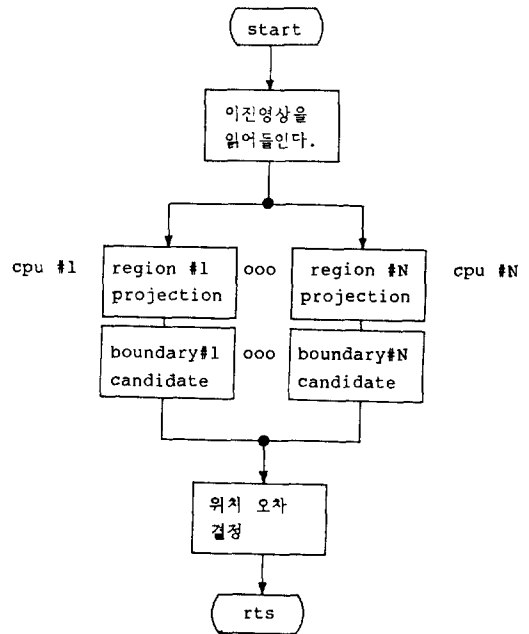 start
이진영상을
읽어들인다.
cpu #1 region #1 ooo region #N cpu #N
projection projection
boundary#1 ooo boundary#N
candidate candidate
위치 오차
결정
rts